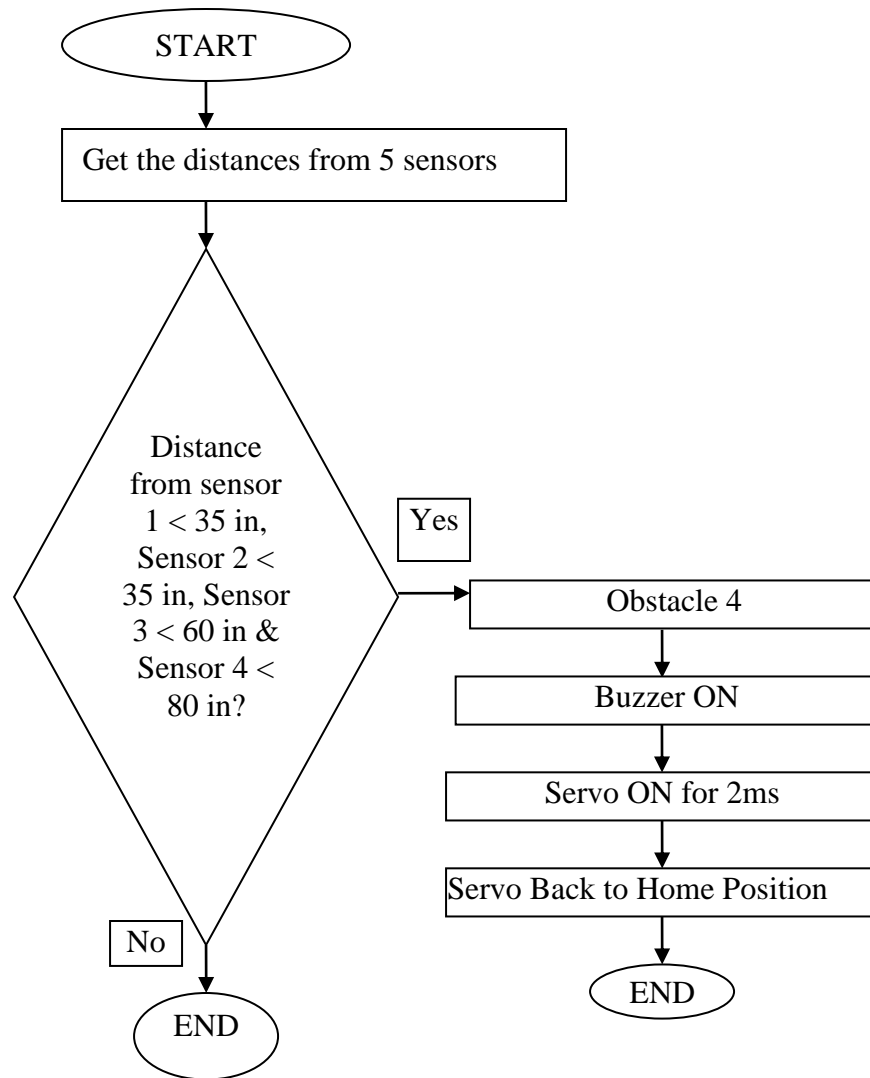 START
Get the distances from 5 sensors
Distance
from sensor
1 < 35 in,
Sensor 2 <
35 in, Sensor
3 < 60 in &
Sensor 4 <
80 in?
Yes
Obstacle 4
Buzzer ON
Servo ON for 2ms
Servo Back to Home Position
END
No
END